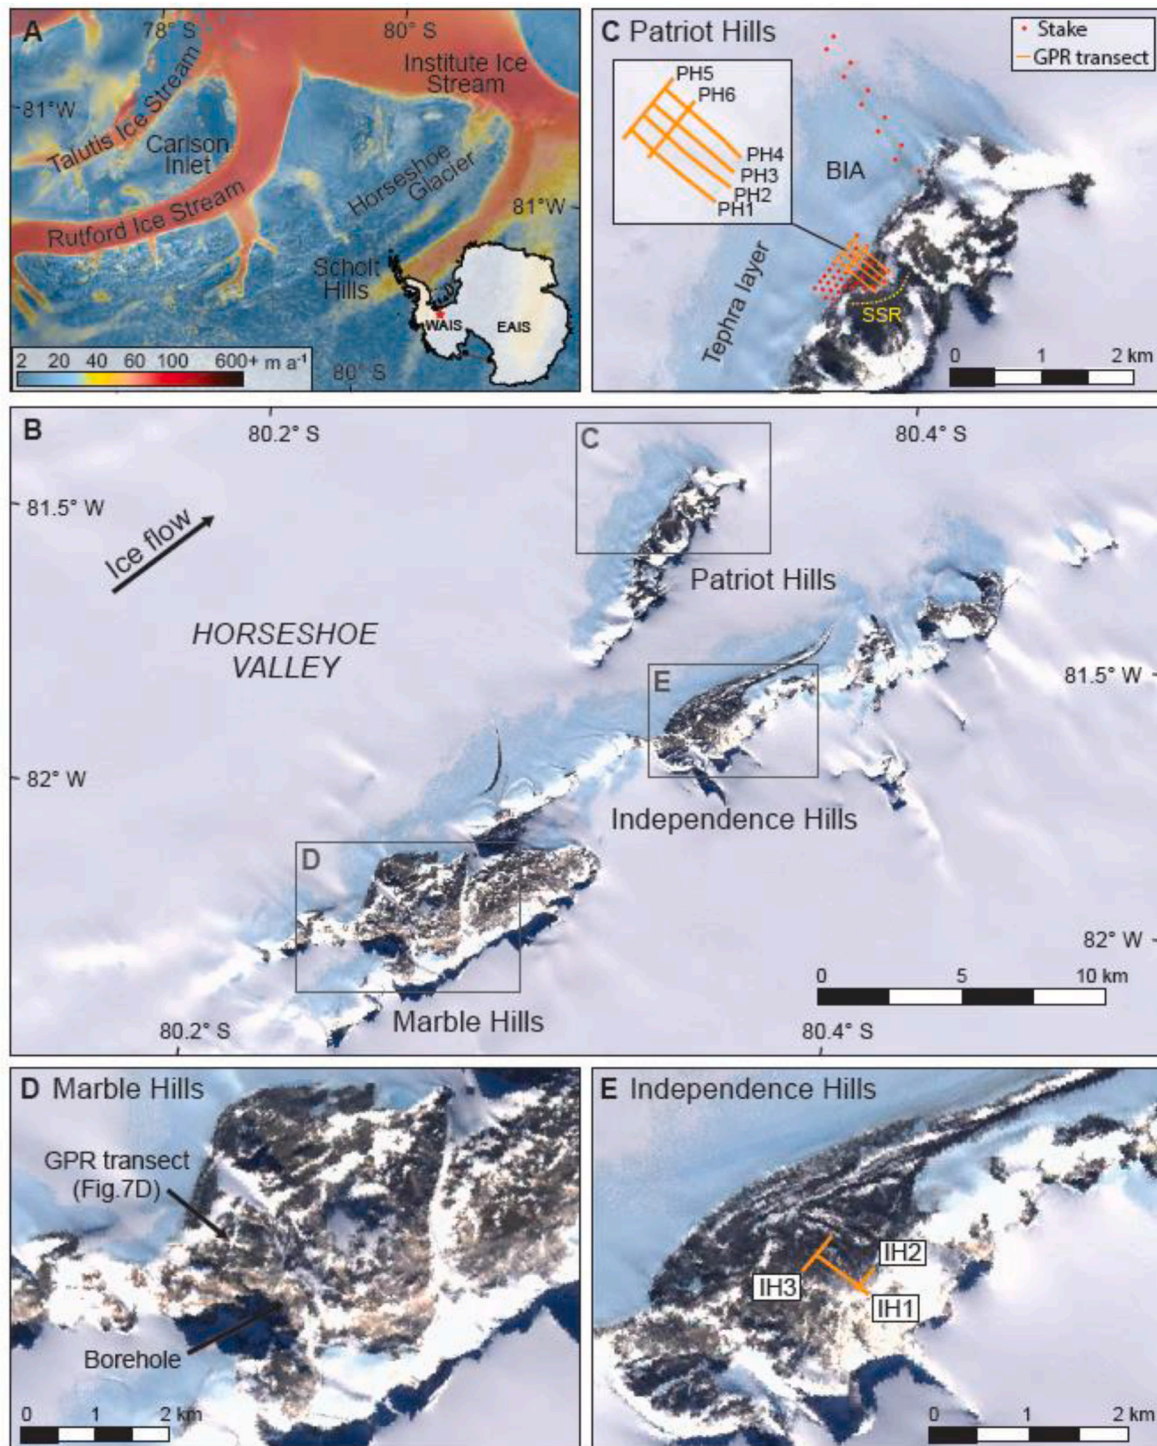 A
78° S
80° S
Institute Ice
Stream
81°W
Talutis Ice Stream
Carlson
Inlet
Horseshoe
Glacier
81°W
Rutford Ice Stream
Scholt
Hills
WAIS
EAIS
2 20 40 60 100 600+ m a-1
80° S
C Patriot Hills
Stake
GPR transect
PH5
PH6
PH4
PH3
PH2
PH1
BIA
Tephra layer
SSR
0 1 2 km
B
80.2° S
80.4° S
C
81.5° W
Ice flow
Patriot Hills
HORSESHOE
VALLEY
E
81.5° W
82° W
Independence Hills
D
82° W
0 5 10 km
Marble Hills
80.2° S
80.4° S
D Marble Hills
GPR transect
(Fig.7D)
Borehole
0 1 2 km
E Independence Hills
IH2
IH3
IH1
0 1 2 km